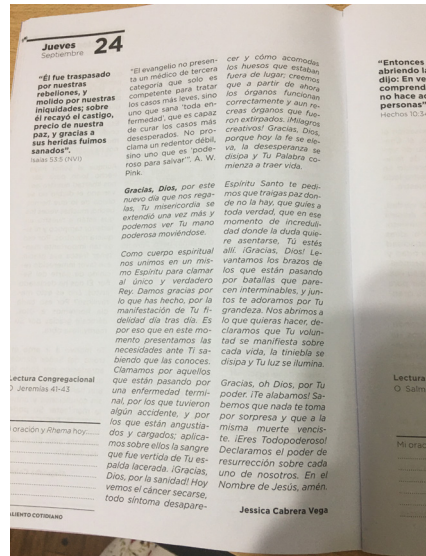 Jueves
Septiembre
24
"Él fue traspasado
por nuestras
rebeliones, y
molido por nuestras
iniquidades; sobre
él recayó el castigo,
precio de nuestra
paz, y gracias a
sus heridas fuimos
sanados".
Isaías 53:5 (NVI)
Lectura Congregacional
Jeremías 41-43
oración y Rhema hoy:
ALIENTO COTIDIANO
"El evangelio no presen-
ta un médico de tercera
categoría que solo es
competente para tratar
los casos más leves, sino
uno que sana 'toda en-
fermedad', que es capaz
de curar los casos más
desesperados. No pro-
clama un redentor débil,
sino uno que es 'pode-
roso para salvar'". A. W.
Pink.
Gracias, Dios, por este
nuevo día que nos rega-
las, Tu misericordia se
extendió una vez más y
podemos ver Tu mano
poderosa moviéndose.
Como cuerpo espiritual
nos unimos en un mis-
mo Espíritu para clamar
al único y verdadero
Rey. Damos gracias por
lo que has hecho, por la
manifestación de Tu fi-
delidad día tras día. Es
por eso que en este mo-
mento presentamos las
necesidades ante Ti sa-
biendo que las conoces.
Clamamos por aquellos
que están pasando por
una enfermedad termi-
nal, por los que tuvieron
algún accidente, y por
los que están angustia-
dos y cargados; aplica-
mos sobre ellos la sangre
que fue vertida de Tu es-
palda lacerada. ¡Gracias,
Dios, por la sanidad! Hoy
vemos el cáncer secarse,
todo síntoma desapare-
cer y cómo acomodas
los huesos que estaban
fuera de lugar; creemos
que a partir de ahora
los órganos funcionan
correctamente y aun re-
creas órganos que fue-
ron extirpados. ¡Milagros
creativos! Gracias, Dios,
porque hoy la fe se ele-
va, la desesperanza se
disipa y Tu Palabra co-
mienza a traer vida.
Espíritu Santo te pedi-
mos que traigas paz don-
de no la hay, que guíes a
toda verdad, que en ese
momento de increduli-
dad donde la duda quie-
re asentarse, Tú estés
allí. ¡Gracias, Dios! Le-
vantamos los brazos de
los que están pasando
por batallas que pare-
cen interminables, y jun-
tos te adoramos por Tu
grandeza. Nos abrimos a
lo que quieras hacer, de-
claramos que Tu volun-
tad se manifiesta sobre
cada vida, la tiniebla se
disipa y Tu luz se ilumina.
Gracias, oh Dios, por Tu
poder. ¡Te alabamos! Sa-
bemos que nada te toma
por sorpresa y que a la
misma muerte vencis-
te. ¡Eres Todopoderoso!
Declaramos el poder de
resurrección sobre cada
uno de nosotros. En el
Nombre de Jesús, amén.
Jessica Cabrera Vega
"Entonces
abriendo la
dijo: En ve
comprend
no hace ac
personas"
Hechos 10:34
Lectura
Salm
Mi orac